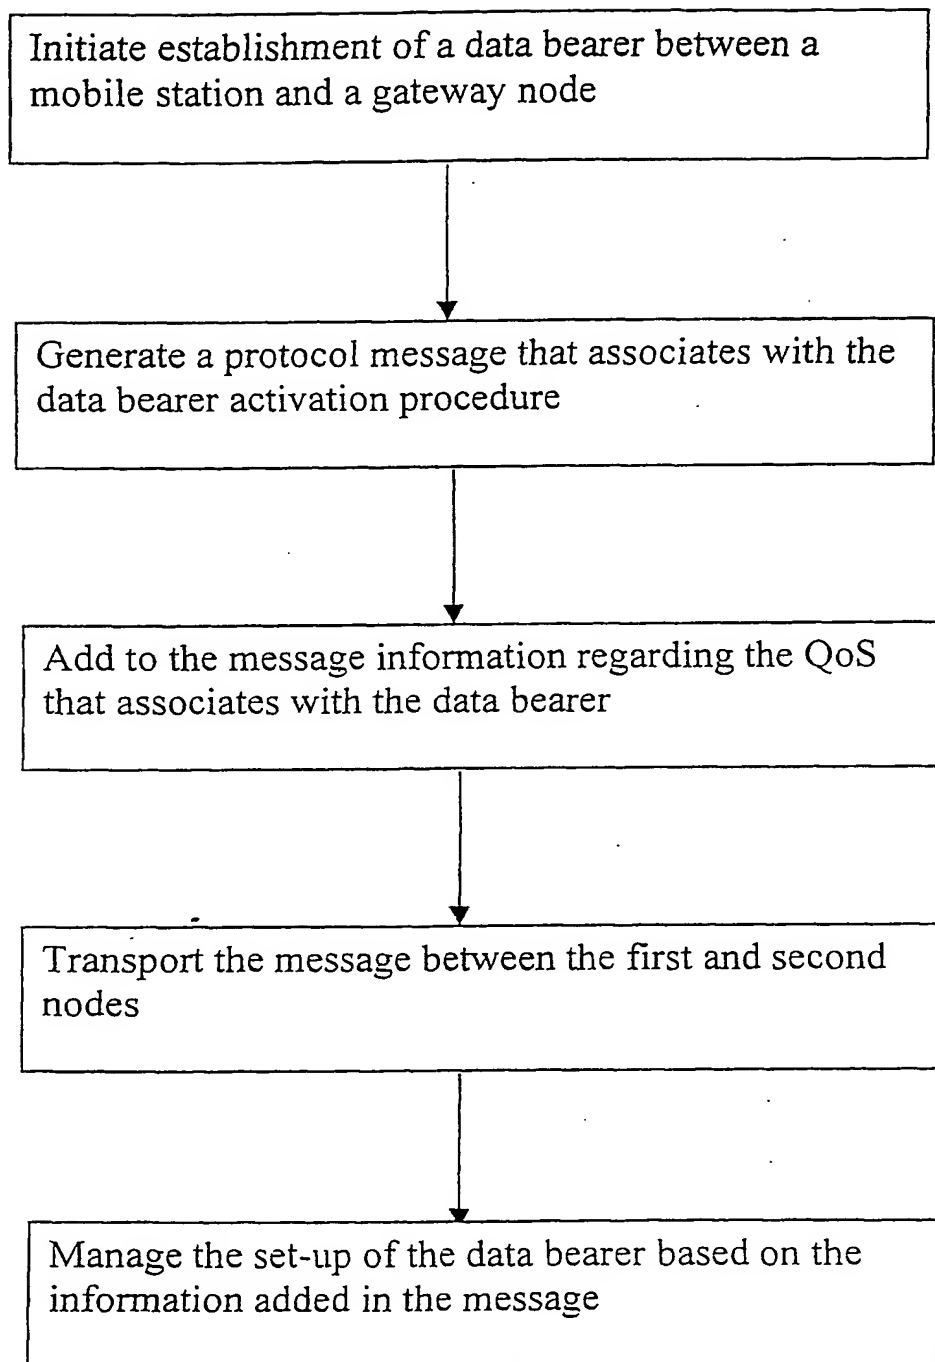 Initiate establishment of a data bearer between a
mobile station and a gateway node
Generate a protocol message that associates with the
data bearer activation procedure
Add to the message information regarding the QoS
that associates with the data bearer
Transport the message between the first and second
nodes
Manage the set-up of the data bearer based on the
information added in the message